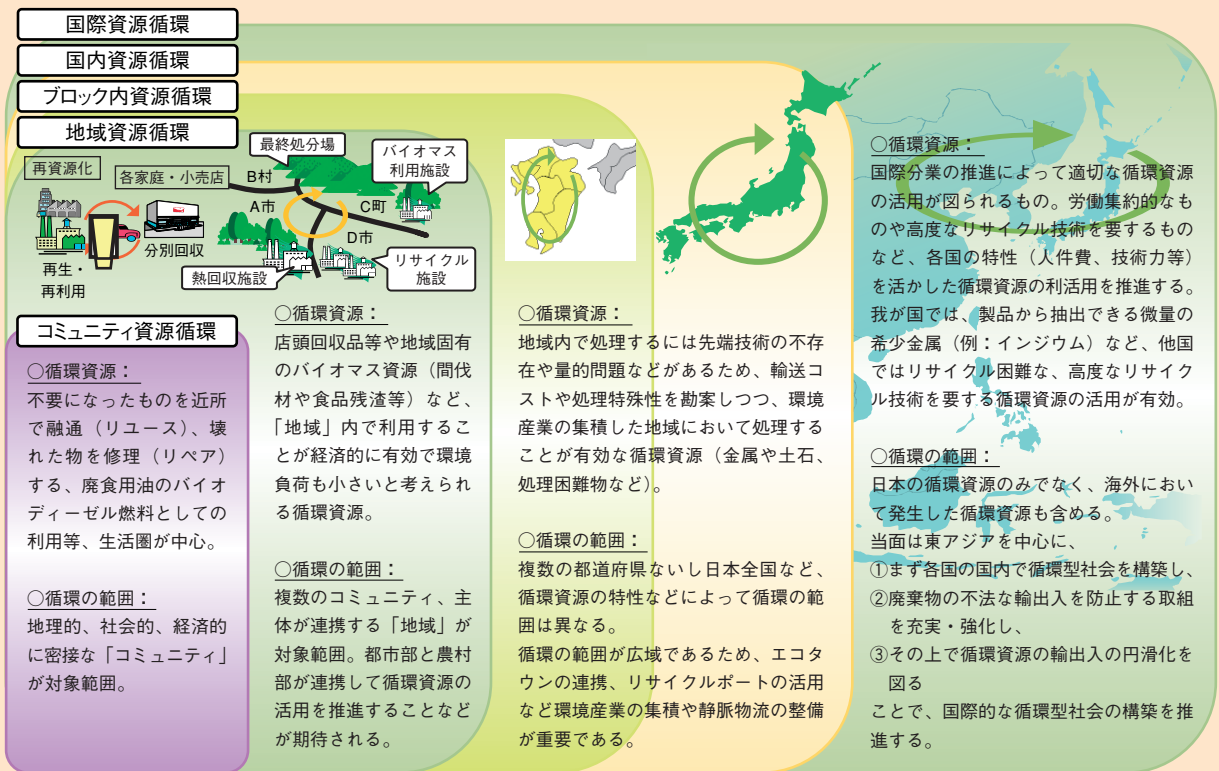 国際資源循環
国内資源循環
ブロック内資源循環
地域資源循環
再資源化
各家庭・小売店
分別回収
再生・
再利用
最終処分場
バイオマス
利用施設
B村
A市
C町
D市
熱回収施設
リサイクル
施設
コミュニティ資源循環
○循環資源：
不要になったものを近所
で融通（リユース）、壊
れた物を修理（リペア）
する、廃食用油のバイオ
ディーゼル燃料としての
利用等、生活圏が中心。
○循環の範囲：
地理的、社会的、経済的
に密接な「コミュニティ」
が対象範囲。
○循環資源：
店頭回収品等や地域固有
のバイオマス資源（間伐
材や食品残渣等）など、
「地域」内で利用するこ
とが経済的に有効で環境
負荷も小さいと考えられ
る循環資源。
○循環の範囲：
複数のコミュニティ、主
体が連携する「地域」が
対象範囲。都市部と農村
部が連携して循環資源の
活用を推進することなど
が期待される。
○循環資源：
地域内で処理するには先端技術の不存
在や量的問題などがあるため、輸送コ
ストや処理特殊性を勘案しつつ、環境
産業の集積した地域において処理する
ことが有効な循環資源（金属や土石、
処理困難物など）。
○循環の範囲：
複数の都道府県ないし日本全国など、
循環資源の特性などによって循環の範
囲は異なる。
循環の範囲が広域であるため、エコタ
ウンの連携、リサイクルポートの活用
など環境産業の集積や静脈物流の整備
が重要である。
○循環資源：
国際分業の推進によって適切な循環資源
の活用が図られるもの。労働集約的なも
のや高度なリサイクル技術を要するもの
など、各国の特性（人件費、技術力等）
を活かした循環資源の利活用を推進する。
我が国では、製品から抽出できる微量の
希少金属（例：インジウム）など、他国
ではリサイクル困難な、高度なリサイク
ル技術を要する循環資源の活用が有効。
○循環の範囲：
日本の循環資源のみでなく、海外におい
て発生した循環資源も含める。
当面は東アジアを中心に、
①まず各国の国内で循環型社会を構築し、
②廃棄物の不法な輸出入を防止する取組
を充実・強化し、
③その上で循環資源の輸出入の円滑化を
図る
ことで、国際的な循環型社会の構築を推
進する。